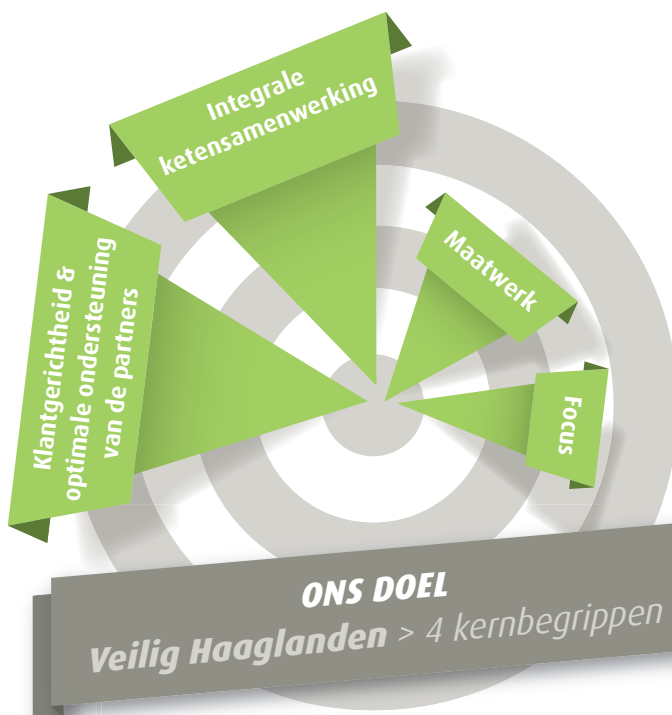 Integrale
ketensamenwerking
Klantgerichtheid &
optimale ondersteuning
van de partners
Maatwerk
Focus
ONS DOEL
Veilig Haaglanden > 4 kernbegrippen